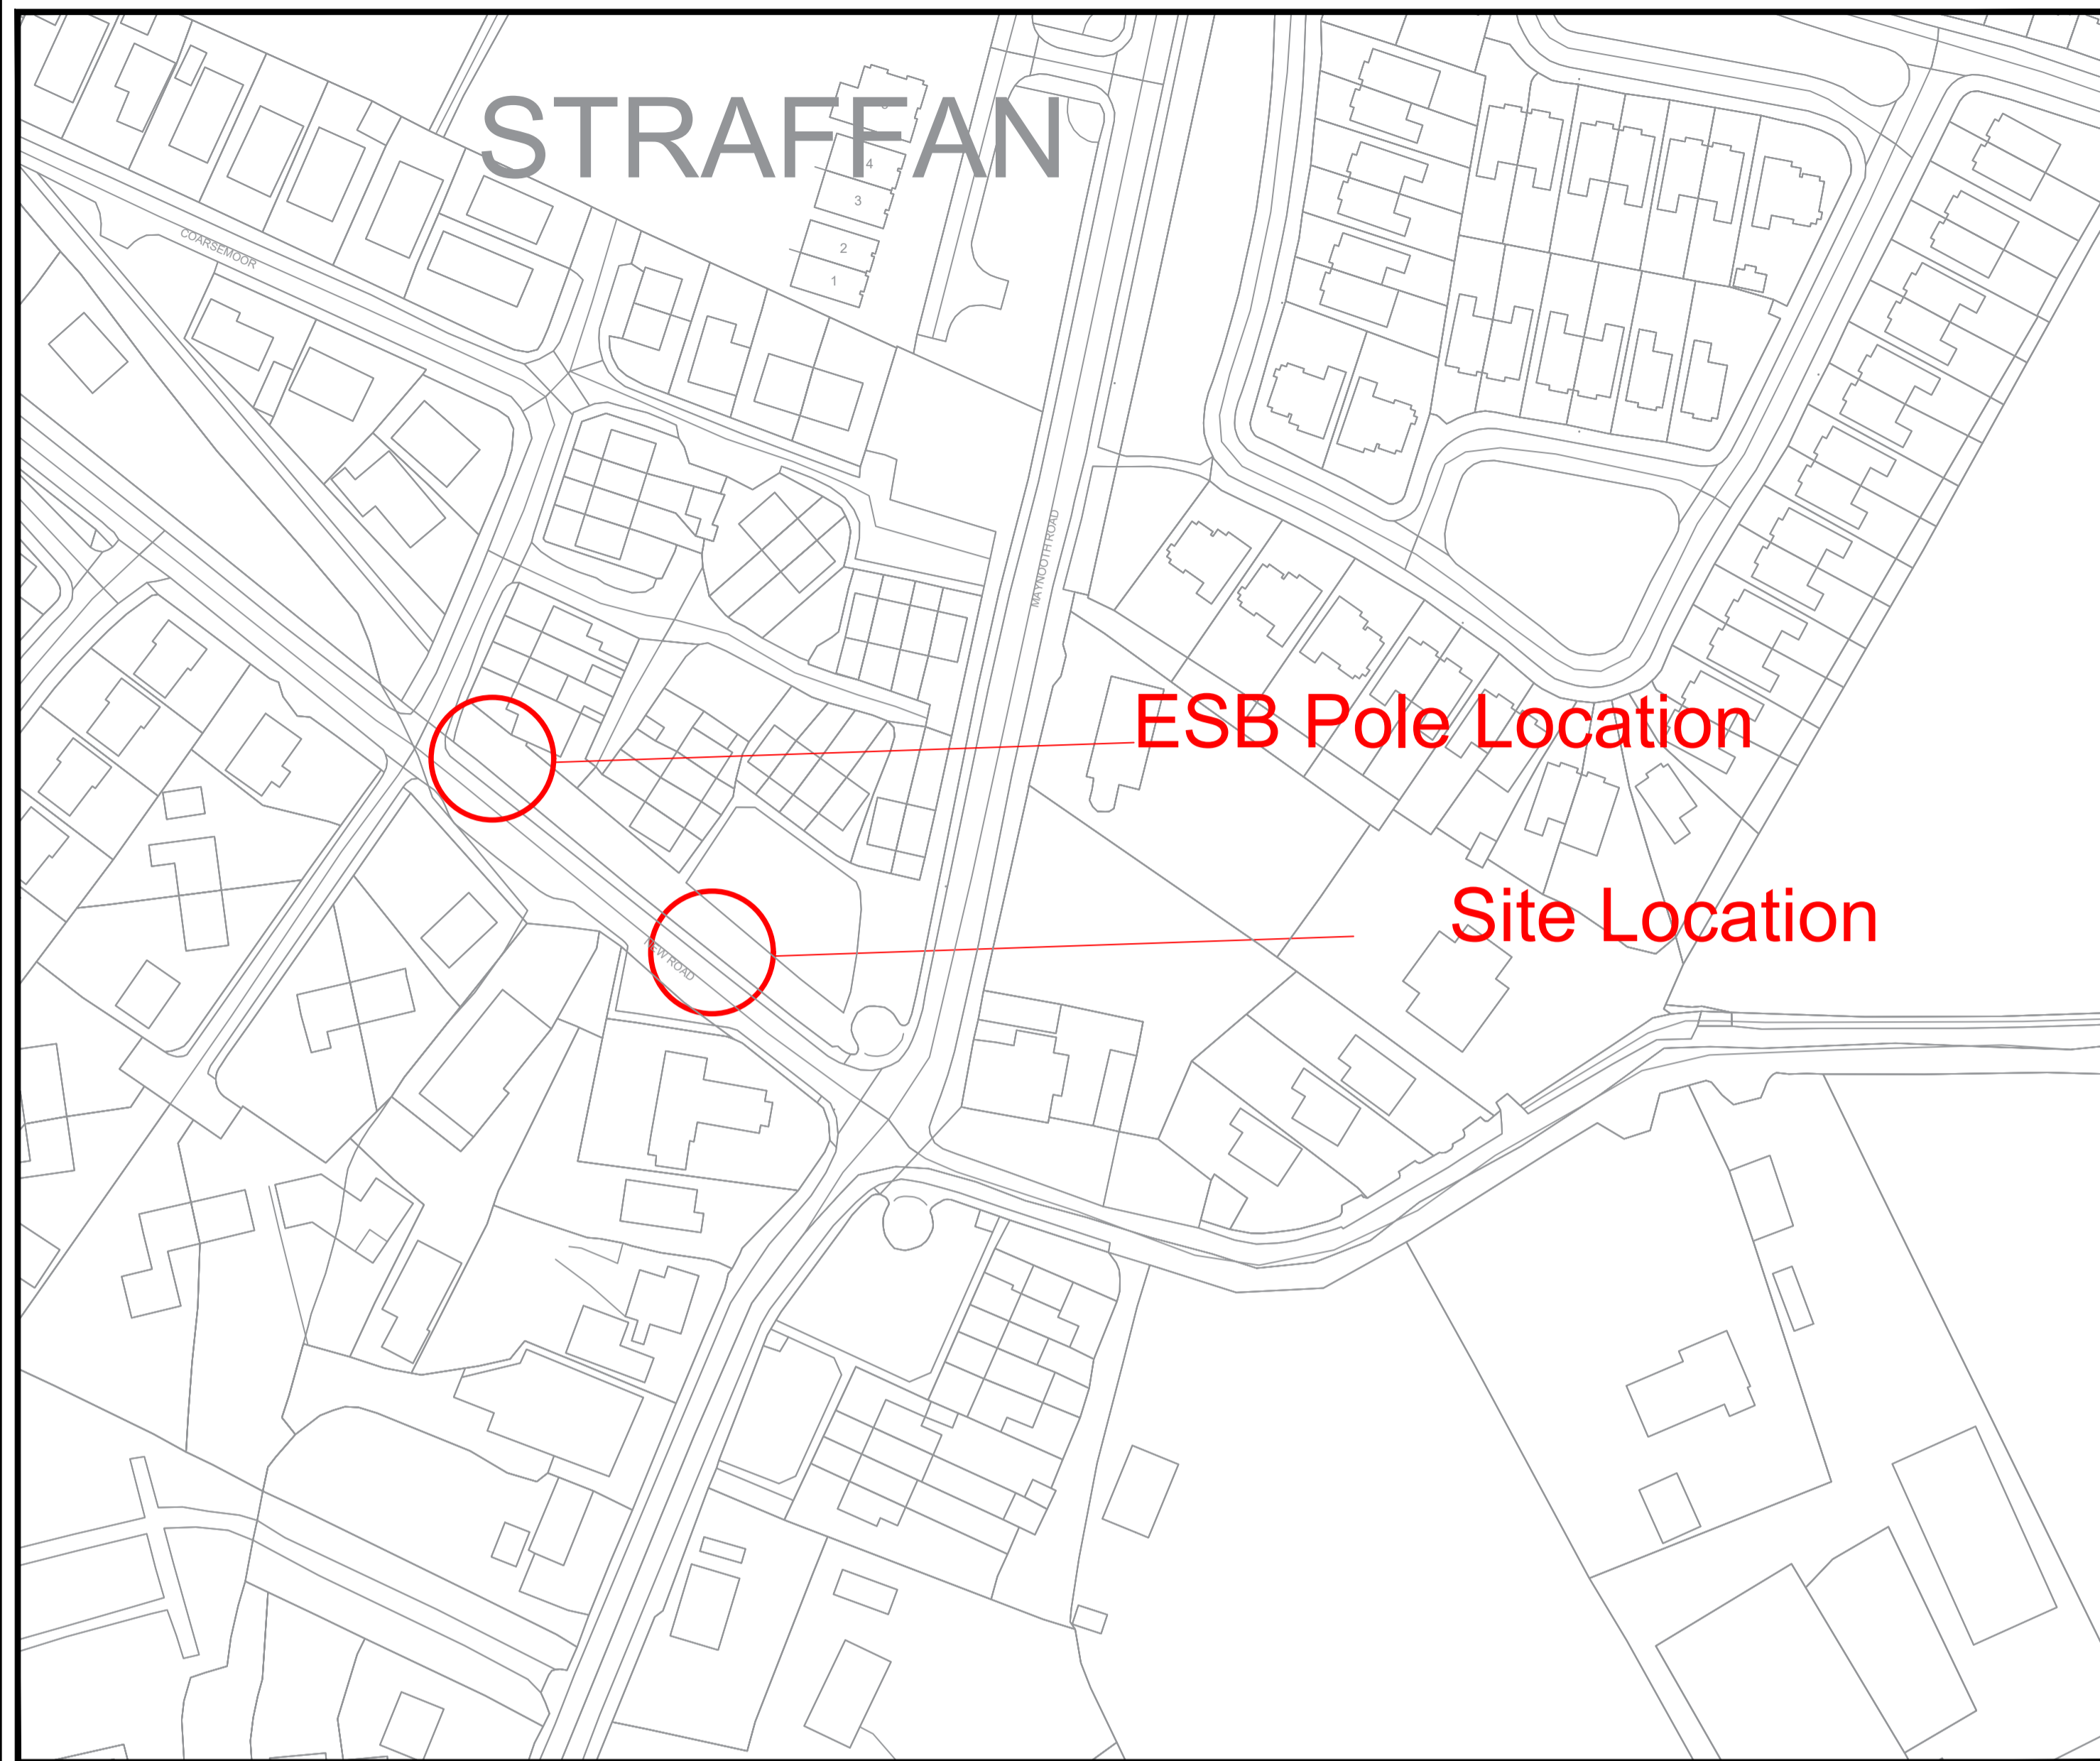 STRAFFAN
4
3
2
1
COARSEMOOR
MAYNOOTH ROAD
ESB Pole Location
Site Location
NEW ROAD